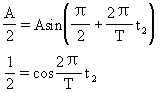 A/2 = Asin(π/2 + 2π/T t₂)
1/2 = cos 2π/T t₂